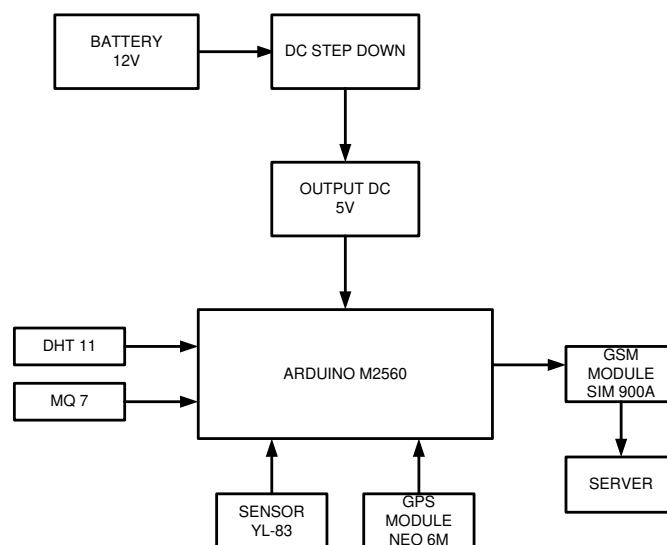 BATTERY
12V
DC STEP DOWN
OUTPUT DC
5V
DHT 11
MQ 7
ARDUINO M2560
GSM
MODULE
SIM 900A
SERVER
SENSOR
YL-83
GPS
MODULE
NEO 6M